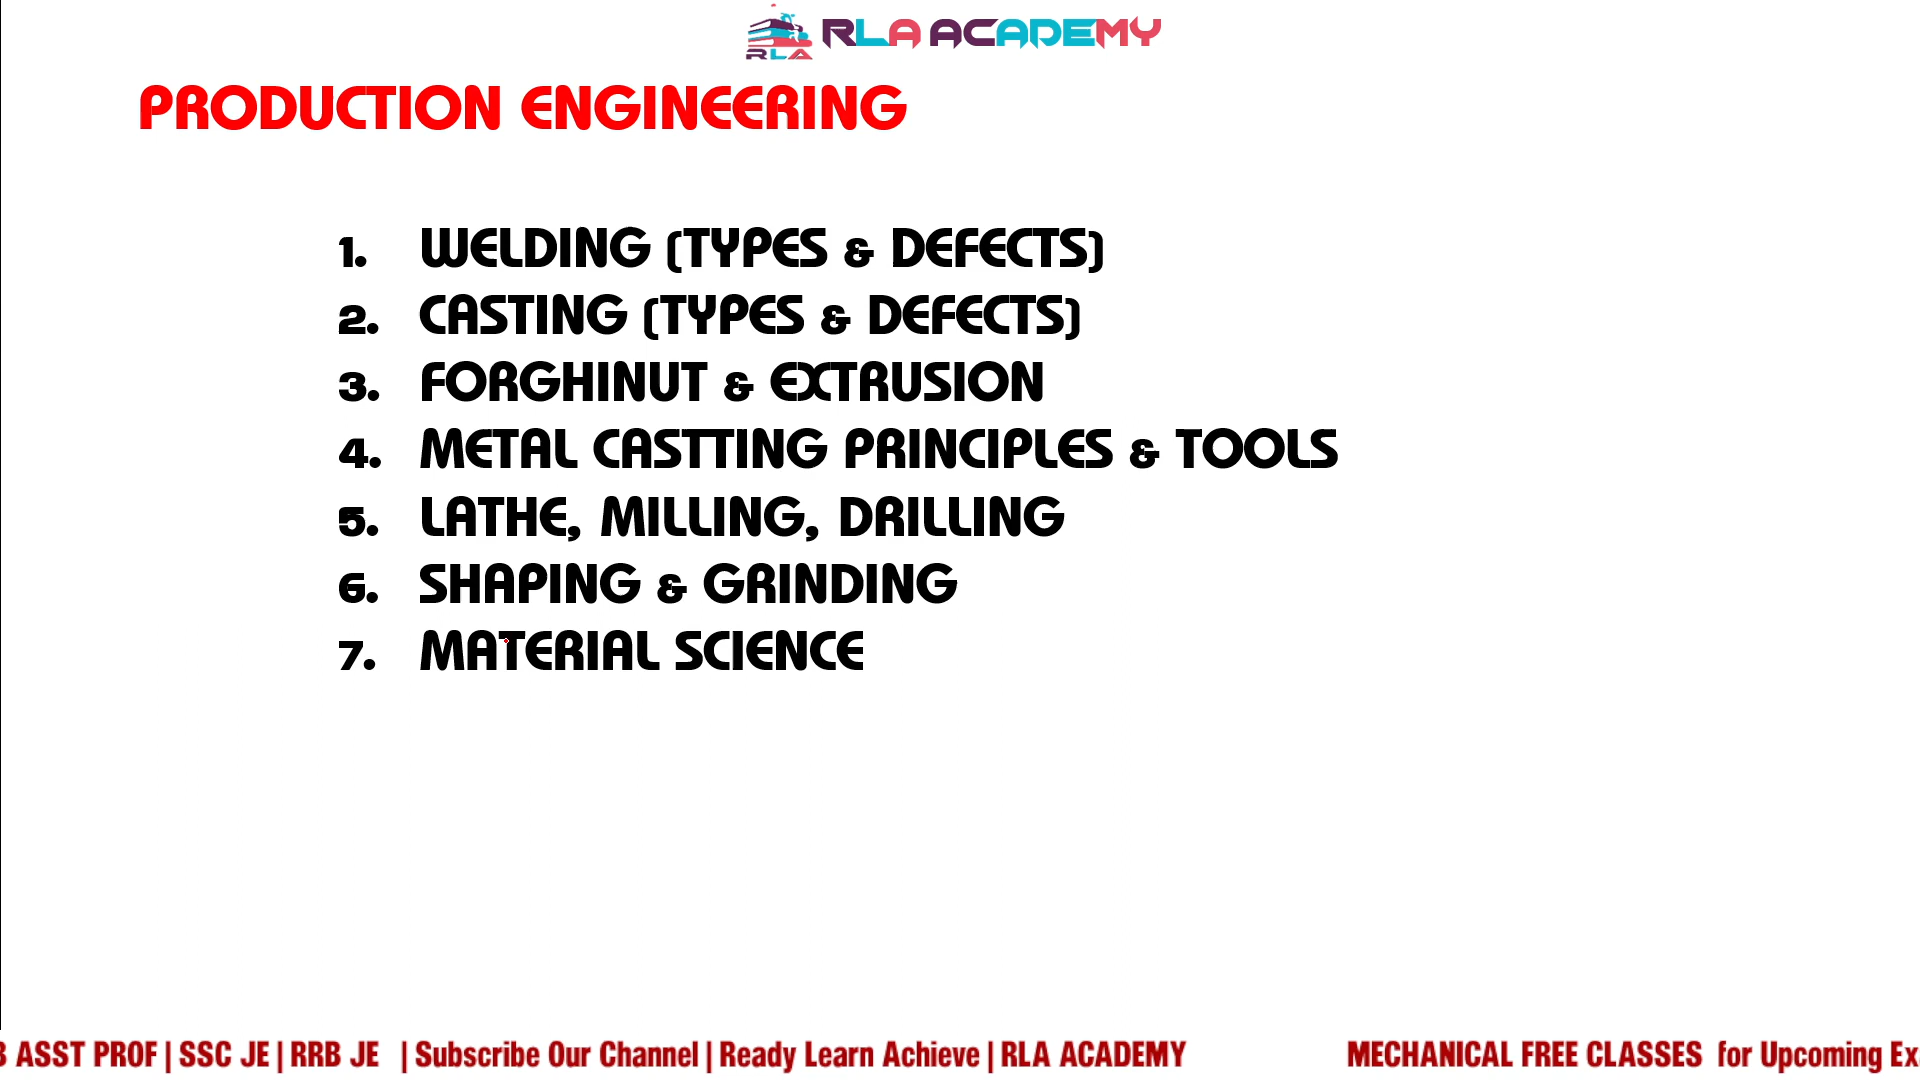 RLA ACADEMY
RLA
PRODUCTION ENGINEERING
1. WELDING (TYPES & DEFECTS)
2. CASTING (TYPES & DEFECTS)
3. FORGHINUT & EXTRUSION
4. METAL CASTTING PRINCIPLES & TOOLS
5. LATHE, MILLING, DRILLING
6. SHAPING & GRINDING
7. MATERIAL SCIENCE
B ASST PROF | SSC JE | RRB JE | Subscribe Our Channel | Ready Learn Achieve | RLA ACADEMY MECHANICAL FREE CLASSES for Upcoming Ex